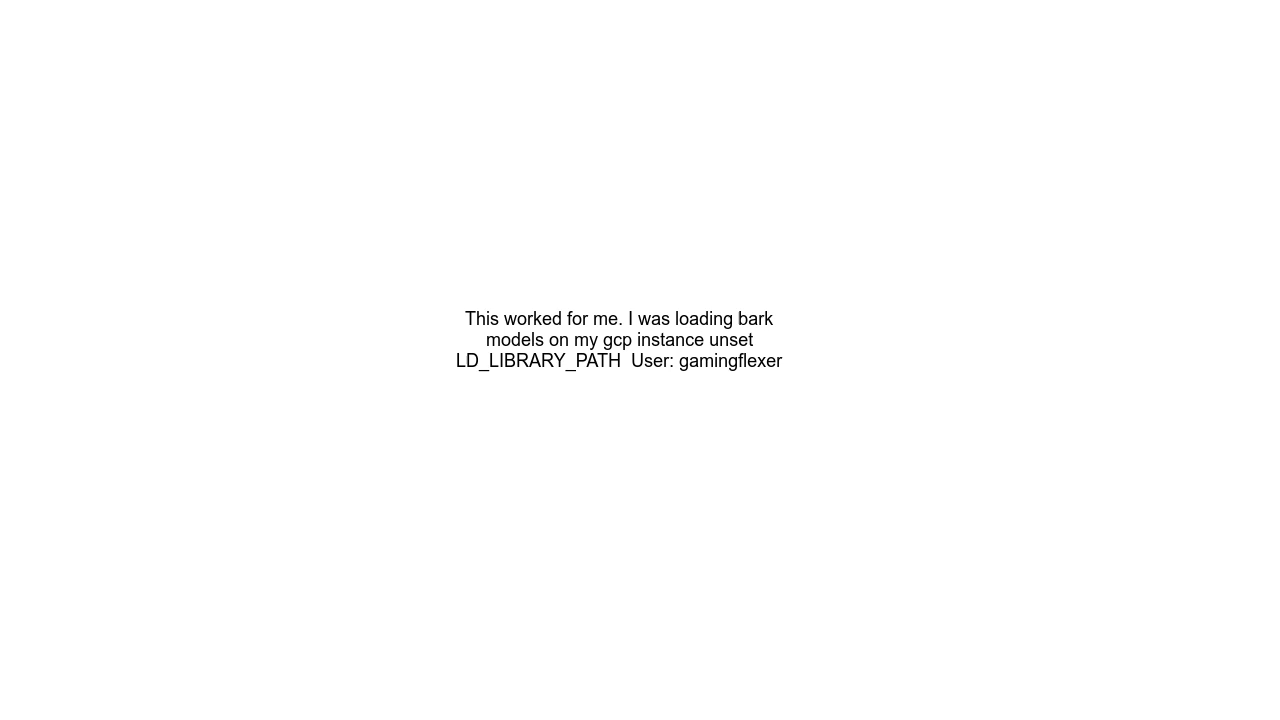 This worked for me. I was loading bark
models on my gcp instance unset
LD_LIBRARY_PATH  User: gamingflexer